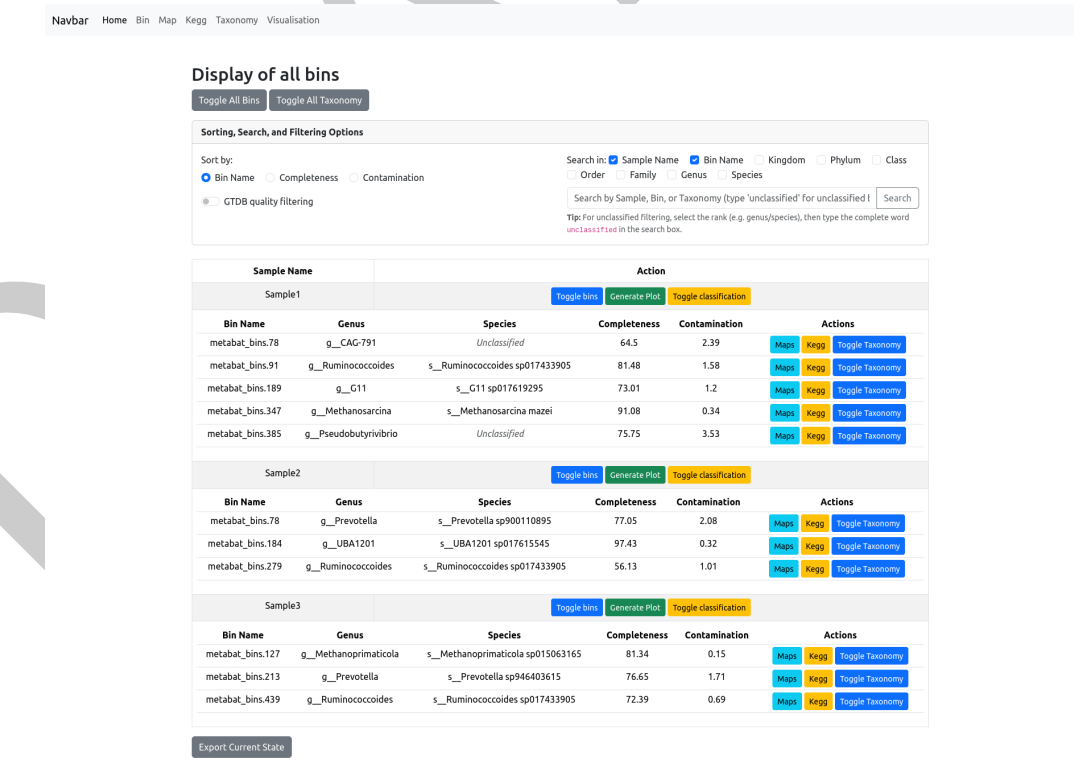 Navbar Home Bin Map Kegg Taxonomy Visualisation
Display of all bins
Toggle All Bins Toggle All Taxonomy
Sorting, Search, and Filtering Options
Sort by:
Bin Name Completeness Contamination
GTDB quality filtering
Search in: Sample Name Bin Name Kingdom Phylum Class
Order Family Genus Species
Search by Sample, Bin, or Taxonomy (type 'unclassified' for unclassified Search
Tip: For unclassified filtering, select the rank (e.g. genus/species), then type the complete word
unclassified in the search box.
Sample Name Action
Sample1 Toggle bins Generate Plot Toggle classification
Bin Name Genus Species Completeness Contamination Actions
metabat_bins.78 g__CAG-791 Unclassified 64.5 2.39 Maps Kegg Toggle Taxonomy
metabat_bins.91 g__Ruminococcoides s__Ruminococcoides sp017433905 81.48 1.58 Maps Kegg Toggle Taxonomy
metabat_bins.189 g__G11 s__G11 sp017619295 73.01 1.2 Maps Kegg Toggle Taxonomy
metabat_bins.347 g__Methanosarcina s__Methanosarcina mazei 91.08 0.34 Maps Kegg Toggle Taxonomy
metabat_bins.385 g__Pseudobutyrivibrio Unclassified 75.75 3.53 Maps Kegg Toggle Taxonomy
Sample2 Toggle bins Generate Plot Toggle classification
Bin Name Genus Species Completeness Contamination Actions
metabat_bins.78 g__Prevotella s__Prevotella sp900110895 77.05 2.08 Maps Kegg Toggle Taxonomy
metabat_bins.184 g__UBA1201 s__UBA1201 sp017615545 97.43 0.32 Maps Kegg Toggle Taxonomy
metabat_bins.279 g__Ruminococcoides s__Ruminococcoides sp017433905 56.13 1.01 Maps Kegg Toggle Taxonomy
Sample3 Toggle bins Generate Plot Toggle classification
Bin Name Genus Species Completeness Contamination Actions
metabat_bins.127 g__Methanoprimaticola s__Methanoprimaticola sp015063165 81.34 0.15 Maps Kegg Toggle Taxonomy
metabat_bins.213 g__Prevotella s__Prevotella sp946403615 76.65 1.71 Maps Kegg Toggle Taxonomy
metabat_bins.439 g__Ruminococcoides s__Ruminococcoides sp017433905 72.39 0.69 Maps Kegg Toggle Taxonomy
Export Current State